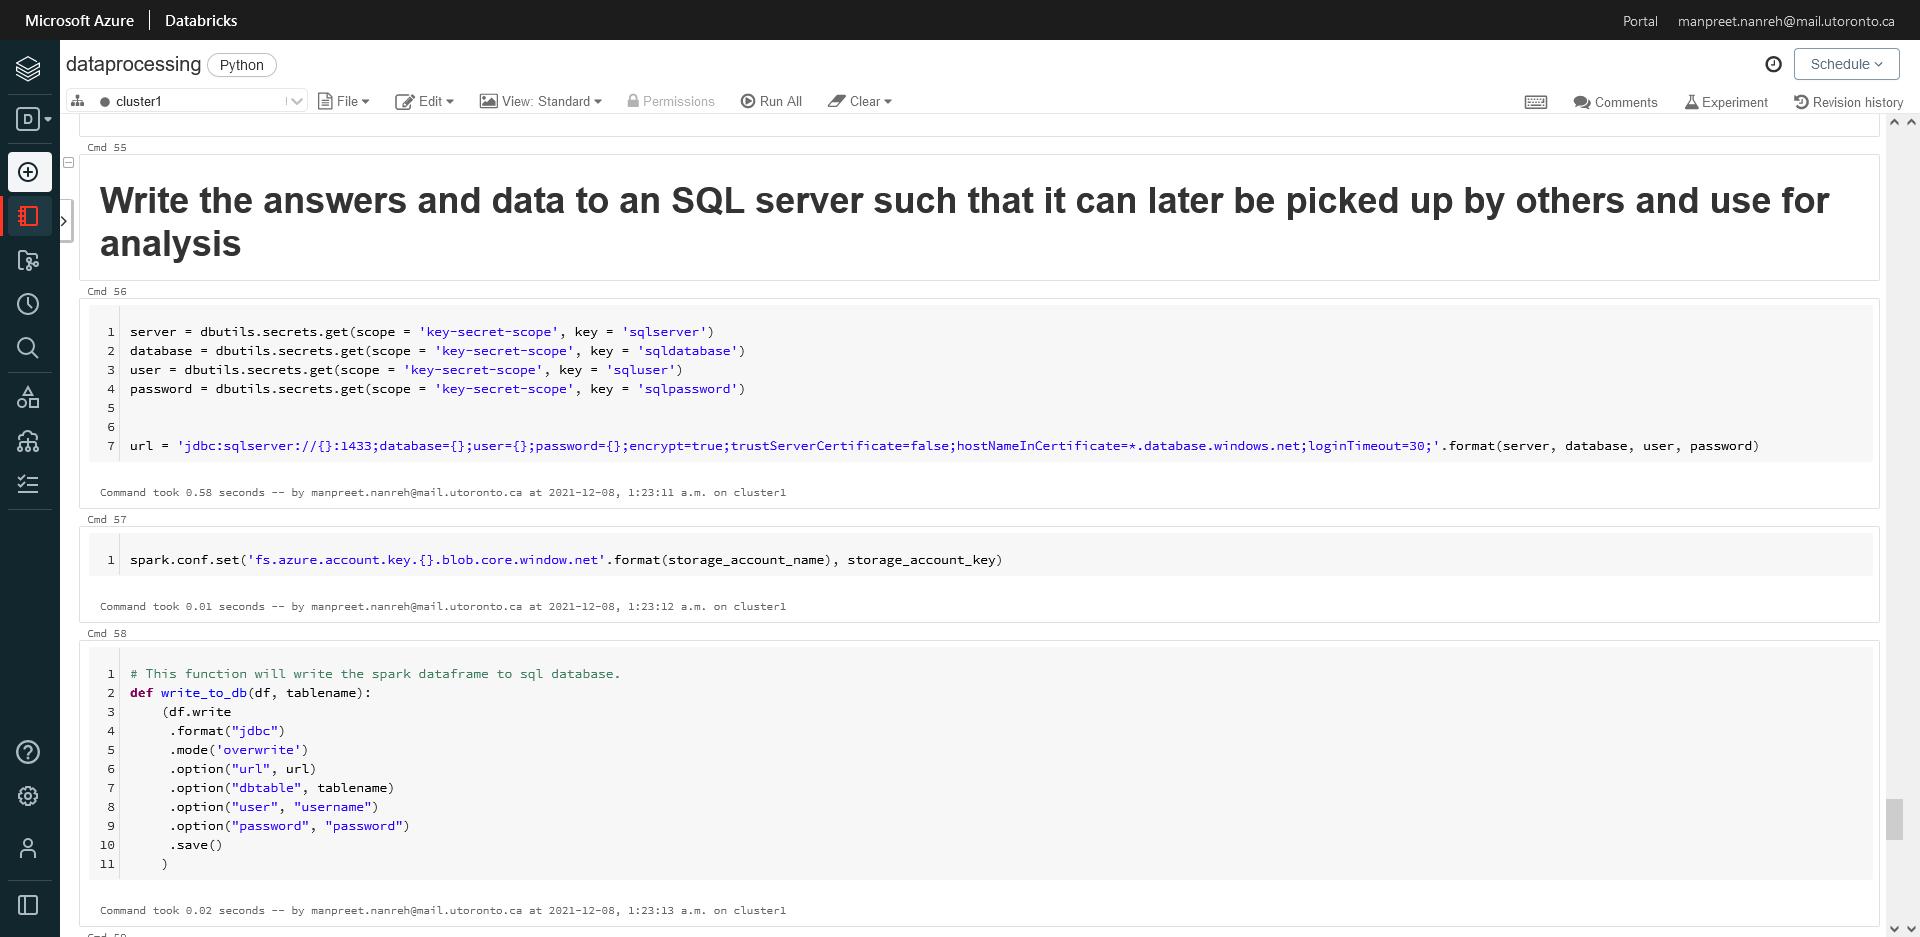 Microsoft Azure | Databricks
Portal manpreet.nanreh@mail.utoronto.ca
dataprocessing Python
Schedule
D
cluster1 File Edit View: Standard Permissions Run All Clear
Comments Experiment Revision history
Cmd 55
Write the answers and data to an SQL server such that it can later be picked up by others and use for
analysis
Cmd 56
1 server = dbutils.secrets.get(scope = 'key-secret-scope', key = 'sqlserver')
2 database = dbutils.secrets.get(scope = 'key-secret-scope', key = 'sqldatabase')
3 user = dbutils.secrets.get(scope = 'key-secret-scope', key = 'sqluser')
4 password = dbutils.secrets.get(scope = 'key-secret-scope', key = 'sqlpassword')
5
6
7 url = 'jdbc:sqlserver://{}:1433;database={};user={};password={};encrypt=true;trustServerCertificate=false;hostNameInCertificate=*.database.windows.net;loginTimeout=30;'.format(server, database, user, password)
Command took 0.58 seconds -- by manpreet.nanreh@mail.utoronto.ca at 2021-12-08, 1:23:11 a.m. on cluster1
Cmd 57
1 spark.conf.set('fs.azure.account.key.{}.blob.core.window.net'.format(storage_account_name), storage_account_key)
Command took 0.01 seconds -- by manpreet.nanreh@mail.utoronto.ca at 2021-12-08, 1:23:12 a.m. on cluster1
Cmd 58
1 # This function will write the spark dataframe to sql database.
2 def write_to_db(df, tablename):
3     (df.write
4      .format("jdbc")
5      .mode('overwrite')
6      .option("url", url)
7      .option("dbtable", tablename)
8      .option("user", "username")
9      .option("password", "password")
10      .save()
11     )
Command took 0.02 seconds -- by manpreet.nanreh@mail.utoronto.ca at 2021-12-08, 1:23:13 a.m. on cluster1